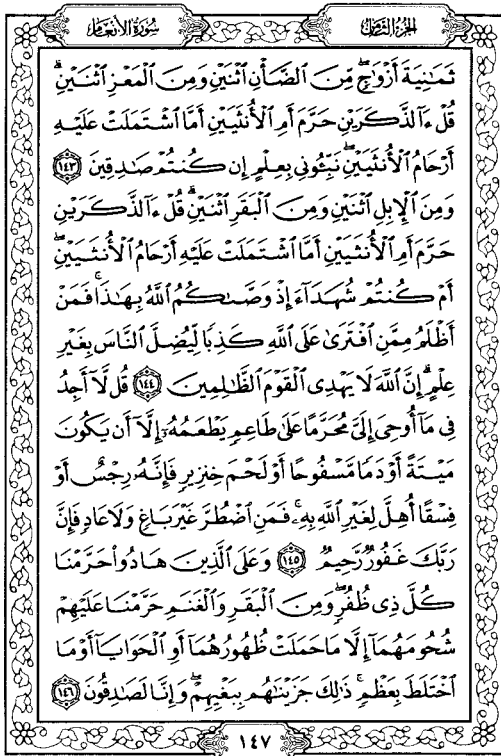 الجزء الثامن
سورة الأنعام
ثَمَٰنِيَةَ أَزْوَٰجٍ ۖ مِّنَ ٱلضَّأْنِ ٱثْنَيْنِ وَمِنَ ٱلْمَعْزِ ٱثْنَيْنِ ۗ
قُلْ ءَآلذَّكَرَيْنِ حَرَّمَ أَمِ ٱلْأُنثَيَيْنِ أَمَّا ٱشْتَمَلَتْ عَلَيْهِ
أَرْحَامُ ٱلْأُنثَيَيْنِ ۖ نَبِّـُٔونِى بِعِلْمٍ إِن كُنتُمْ صَٰدِقِينَ ١٤٣
وَمِنَ ٱلْإِبِلِ ٱثْنَيْنِ وَمِنَ ٱلْبَقَرِ ٱثْنَيْنِ ۗ قُلْ ءَآلذَّكَرَيْنِ
حَرَّمَ أَمِ ٱلْأُنثَيَيْنِ أَمَّا ٱشْتَمَلَتْ عَلَيْهِ أَرْحَامُ ٱلْأُنثَيَيْنِ ۖ
أَمْ كُنتُمْ شُهَدَآءَ إِذْ وَصَّىٰكُمُ ٱللَّهُ بِهَٰذَا ۚ فَمَنْ
أَظْلَمُ مِمَّنِ ٱفْتَرَىٰ عَلَى ٱللَّهِ كَذِبًا لِّيُضِلَّ ٱلنَّاسَ بِغَيْرِ
عِلْمٍ ۗ إِنَّ ٱللَّهَ لَا يَهْدِى ٱلْقَوْمَ ٱلظَّٰلِمِينَ ١٤٤ قُل لَّآ أَجِدُ
فِى مَآ أُوحِىَ إِلَىَّ مُحَرَّمًا عَلَىٰ طَاعِمٍ يَطْعَمُهُۥٓ إِلَّآ أَن يَكُونَ
مَيْتَةً أَوْ دَمًا مَّسْفُوحًا أَوْ لَحْمَ خِنزِيرٍ فَإِنَّهُۥ رِجْسٌ أَوْ
فِسْقًا أُهِلَّ لِغَيْرِ ٱللَّهِ بِهِۦ ۚ فَمَنِ ٱضْطُرَّ غَيْرَ بَاغٍ وَلَا عَادٍ فَإِنَّ
رَبَّكَ غَفُورٌ رَّحِيمٌ ١٤٥ وَعَلَى ٱلَّذِينَ هَادُوا۟ حَرَّمْنَا
كُلَّ ذِى ظُفُرٍ ۖ وَمِنَ ٱلْبَقَرِ وَٱلْغَنَمِ حَرَّمْنَا عَلَيْهِمْ
شُحُومَهُمَآ إِلَّا مَا حَمَلَتْ ظُهُورُهُمَآ أَوِ ٱلْحَوَايَآ أَوْ مَا
ٱخْتَلَطَ بِعَظْمٍ ۚ ذَٰلِكَ جَزَيْنَٰهُم بِبَغْيِهِمْ ۖ وَإِنَّا لَصَٰدِقُونَ ١٤٦
١٤٧